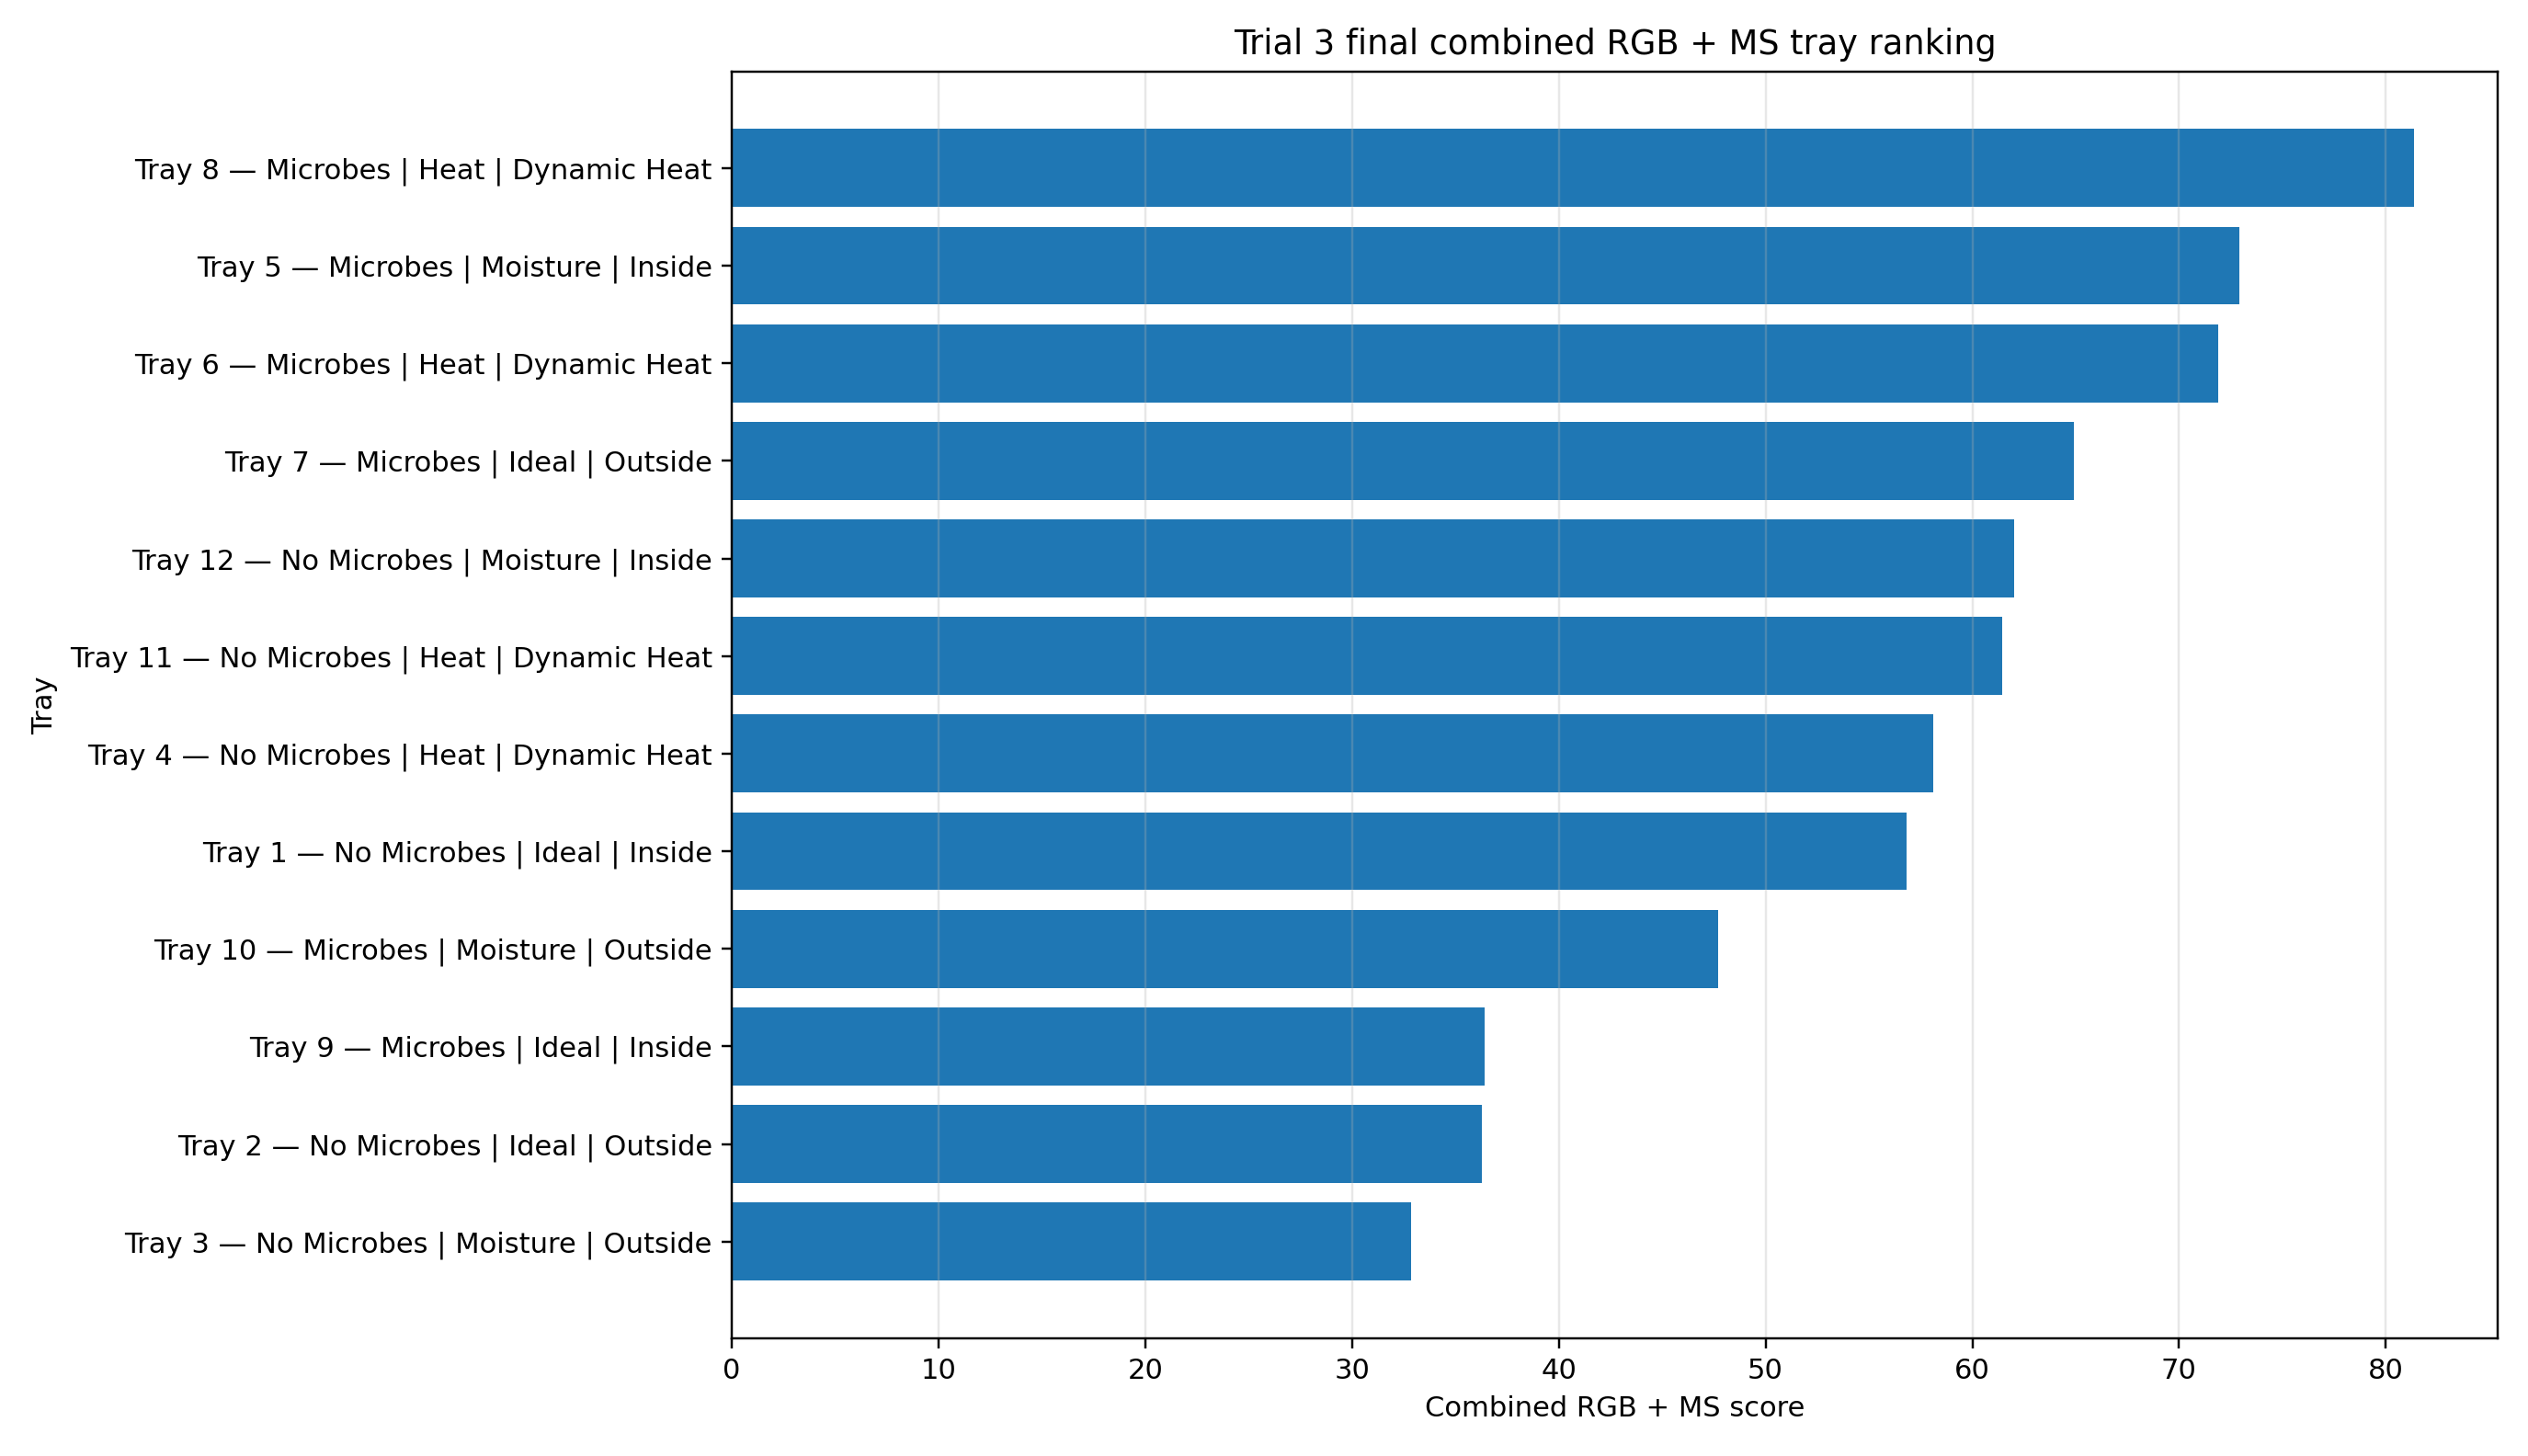 Trial 3 final combined RGB + MS tray ranking
Tray 8 — Microbes | Heat | Dynamic Heat
Tray 5 — Microbes | Moisture | Inside
Tray 6 — Microbes | Heat | Dynamic Heat
Tray 7 — Microbes | Ideal | Outside
Tray 12 — No Microbes | Moisture | Inside
Tray 11 — No Microbes | Heat | Dynamic Heat
Tray 4 — No Microbes | Heat | Dynamic Heat
Tray 1 — No Microbes | Ideal | Inside
Tray 10 — Microbes | Moisture | Outside
Tray 9 — Microbes | Ideal | Inside
Tray 2 — No Microbes | Ideal | Outside
Tray 3 — No Microbes | Moisture | Outside
Tray
0 10 20 30 40 50 60 70 80
Combined RGB + MS score